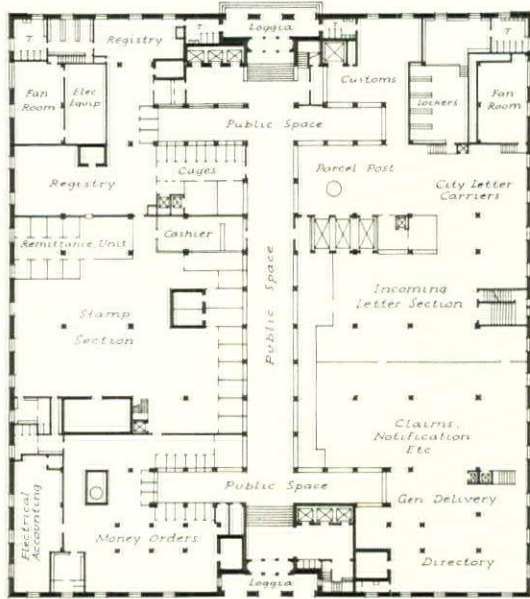 T
Registry
T
Loggia
T
T
Customs
Fan
Room
Elec
Equip
Lockers
Fan
Room
Public Space
Registry
Cages
Parcel Post
City Letter
Carriers
Remittance Unit
Cashier
Public Space
Stamp
Section
Incoming
Letter Section
Claims,
Notification
Etc
Electrical
Accounting
Public Space
Gen Delivery
Money Orders
Directory
Loggia